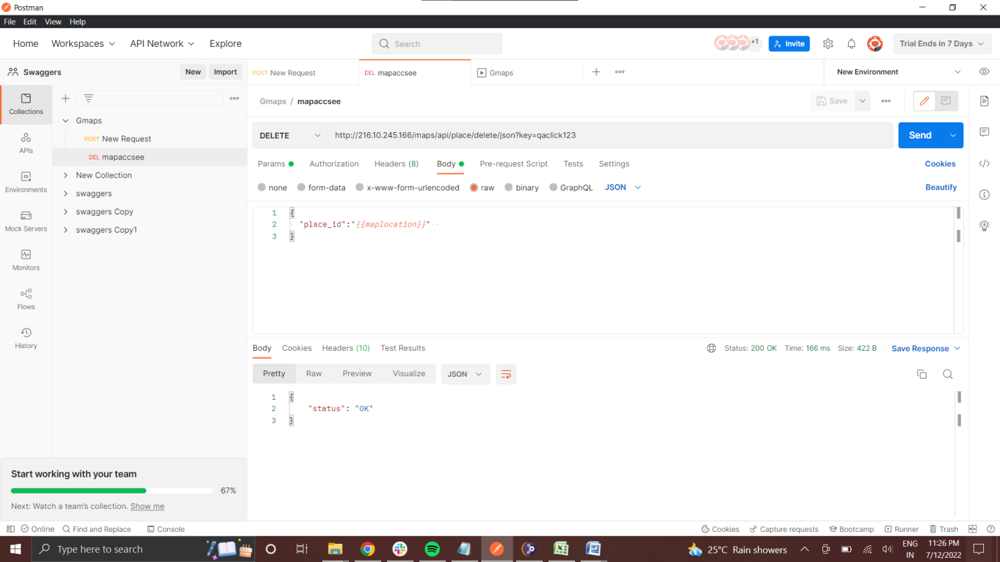 Postman
File Edit View Help
Home Workspaces API Network Explore Search +1 Invite Trial Ends in 7 Days
Swaggers New Import POST New Request DEL mapaccsee Gmaps New Environment
Collections
APIs
Environments
Mock Servers
Monitors
Flows
History
Gmaps
POST New Request
DEL mapaccsee
New Collection
swaggers
swaggers Copy
swaggers Copy1
Gmaps / mapaccsee Save
DELETE http://216.10.245.166/maps/api/place/delete/json?key=qaclick123 Send
Params Authorization Headers (8) Body Pre-request Script Tests Settings Cookies
none form-data x-www-form-urlencoded raw binary GraphQL JSON Beautify
1 {
2 "place_id":"{{maplocation}}"
3 }
Body Cookies Headers (10) Test Results Status: 200 OK Time: 166 ms Size: 422 B Save Response
Pretty Raw Preview Visualize JSON
1 {
2 "status": "OK"
3 }
Start working with your team
67%
Next: Watch a team's collection. Show me
Online Find and Replace Console Cookies Capture requests Bootcamp Runner Trash
Type here to search 25°C Rain showers ENG IN 11:26 PM 7/12/2022